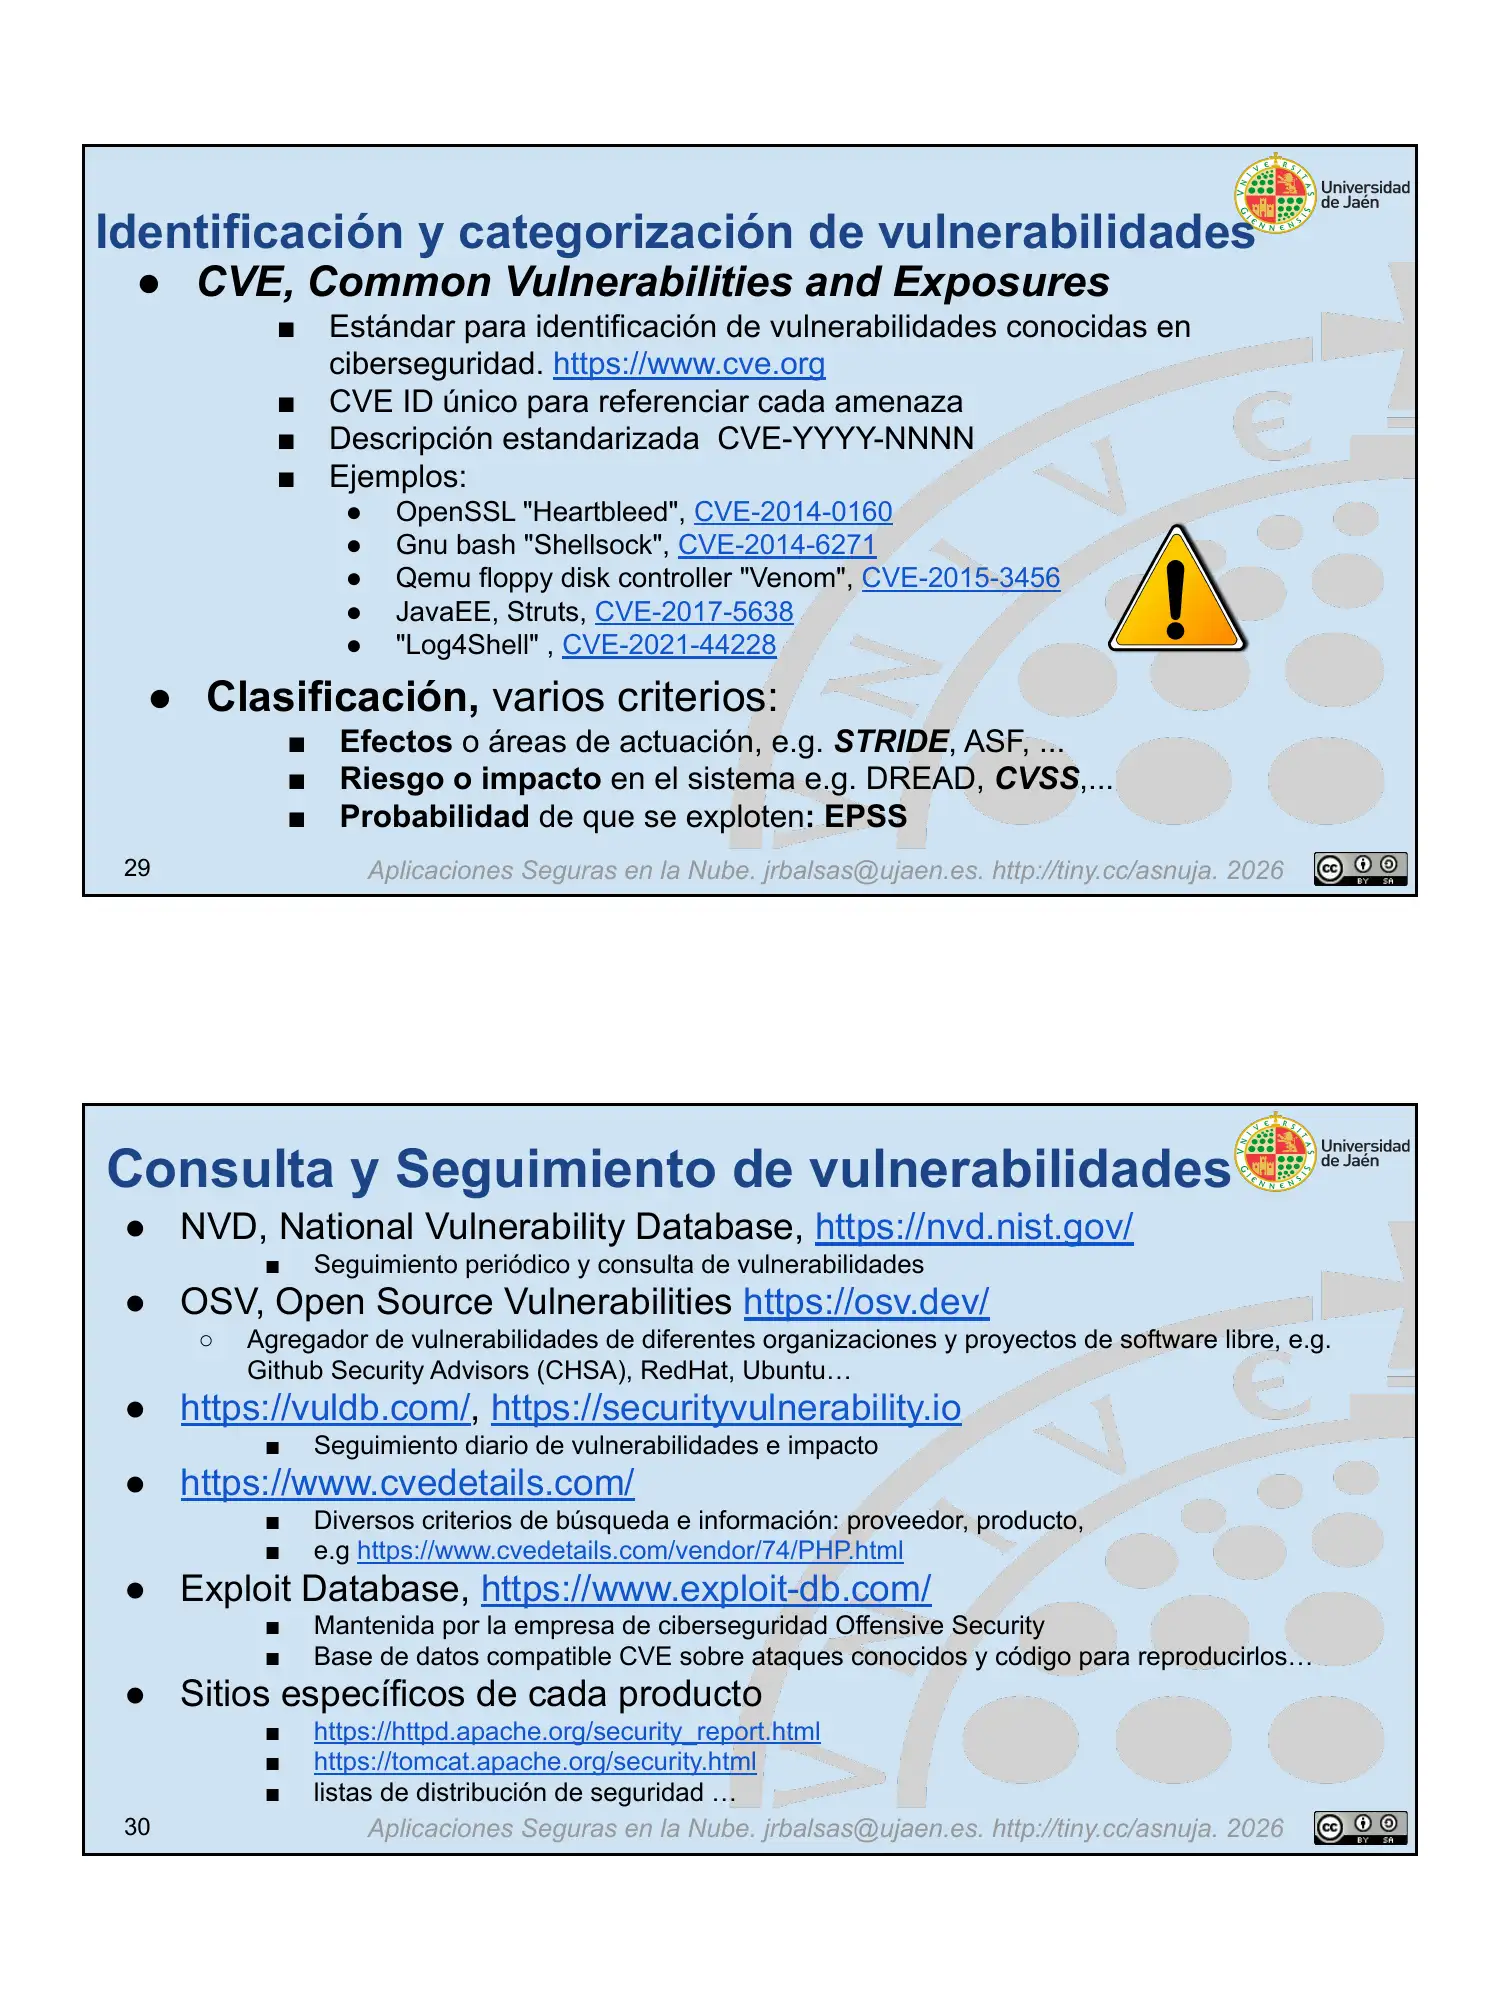 Universidad
de Jaén
Identificación y categorización de vulnerabilidades
● CVE, Common Vulnerabilities and Exposures
■ Estándar para identificación de vulnerabilidades conocidas en
ciberseguridad. https://www.cve.org
■ CVE ID único para referenciar cada amenaza
■ Descripción estandarizada CVE-YYYY-NNNN
■ Ejemplos:
● OpenSSL "Heartbleed", CVE-2014-0160
● Gnu bash "Shellsock", CVE-2014-6271
● Qemu floppy disk controller "Venom", CVE-2015-3456
● JavaEE, Struts, CVE-2017-5638
● "Log4Shell" , CVE-2021-44228
● Clasificación, varios criterios:
■ Efectos o áreas de actuación, e.g. STRIDE, ASF, ...
■ Riesgo o impacto en el sistema e.g. DREAD, CVSS,...
■ Probabilidad de que se exploten: EPSS
29 Aplicaciones Seguras en la Nube. jrbalsas@ujaen.es. http://tiny.cc/asnuja. 2026
cc BY SA
Universidad
de Jaén
Consulta y Seguimiento de vulnerabilidades
● NVD, National Vulnerability Database, https://nvd.nist.gov/
■ Seguimiento periódico y consulta de vulnerabilidades
● OSV, Open Source Vulnerabilities https://osv.dev/
○ Agregador de vulnerabilidades de diferentes organizaciones y proyectos de software libre, e.g.
Github Security Advisors (CHSA), RedHat, Ubuntu…
● https://vuldb.com/, https://securityvulnerability.io
■ Seguimiento diario de vulnerabilidades e impacto
● https://www.cvedetails.com/
■ Diversos criterios de búsqueda e información: proveedor, producto,
■ e.g https://www.cvedetails.com/vendor/74/PHP.html
● Exploit Database, https://www.exploit-db.com/
■ Mantenida por la empresa de ciberseguridad Offensive Security
■ Base de datos compatible CVE sobre ataques conocidos y código para reproducirlos…
● Sitios específicos de cada producto
■ https://httpd.apache.org/security_report.html
■ https://tomcat.apache.org/security.html
■ listas de distribución de seguridad …
30 Aplicaciones Seguras en la Nube. jrbalsas@ujaen.es. http://tiny.cc/asnuja. 2026
cc BY SA